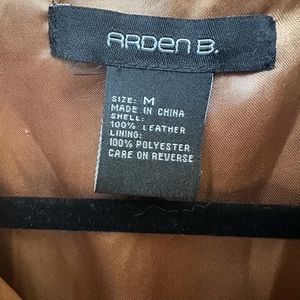 ARDen B.
SIZE: M
MADE IN CHINA
SHELL:
100% LEATHER
LINING:
100% POLYESTER
CARE ON REVERSE